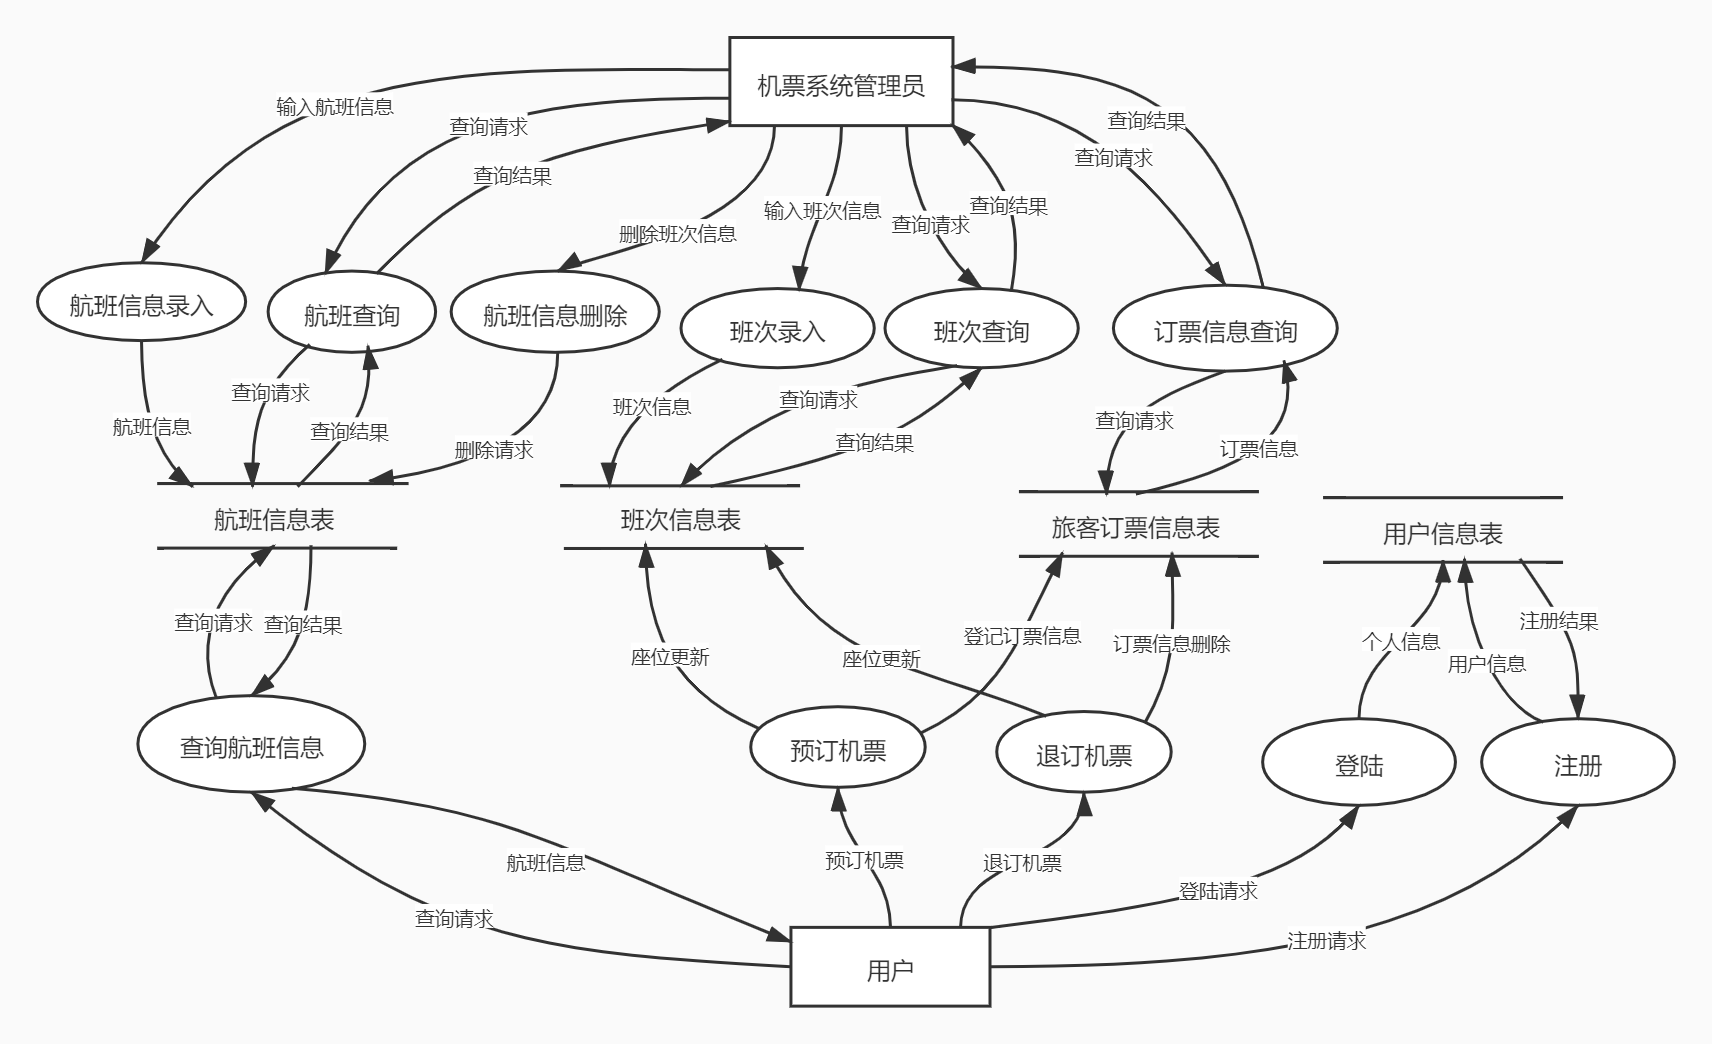 机票系统管理员
输入航班信息
查询请求
查询结果
查询结果
查询请求
删除班次信息
输入班次信息
查询请求
查询结果
航班信息录入
航班查询
航班信息删除
班次录入
班次查询
订票信息查询
航班信息
查询请求
查询结果
删除请求
班次信息
查询请求
查询结果
查询请求
订票信息
航班信息表
班次信息表
旅客订票信息表
用户信息表
查询请求
查询结果
座位更新
座位更新
登记订票信息
订票信息删除
个人信息
用户信息
注册结果
查询航班信息
预订机票
退订机票
登陆
注册
航班信息
查询请求
预订机票
退订机票
登陆请求
注册请求
用户